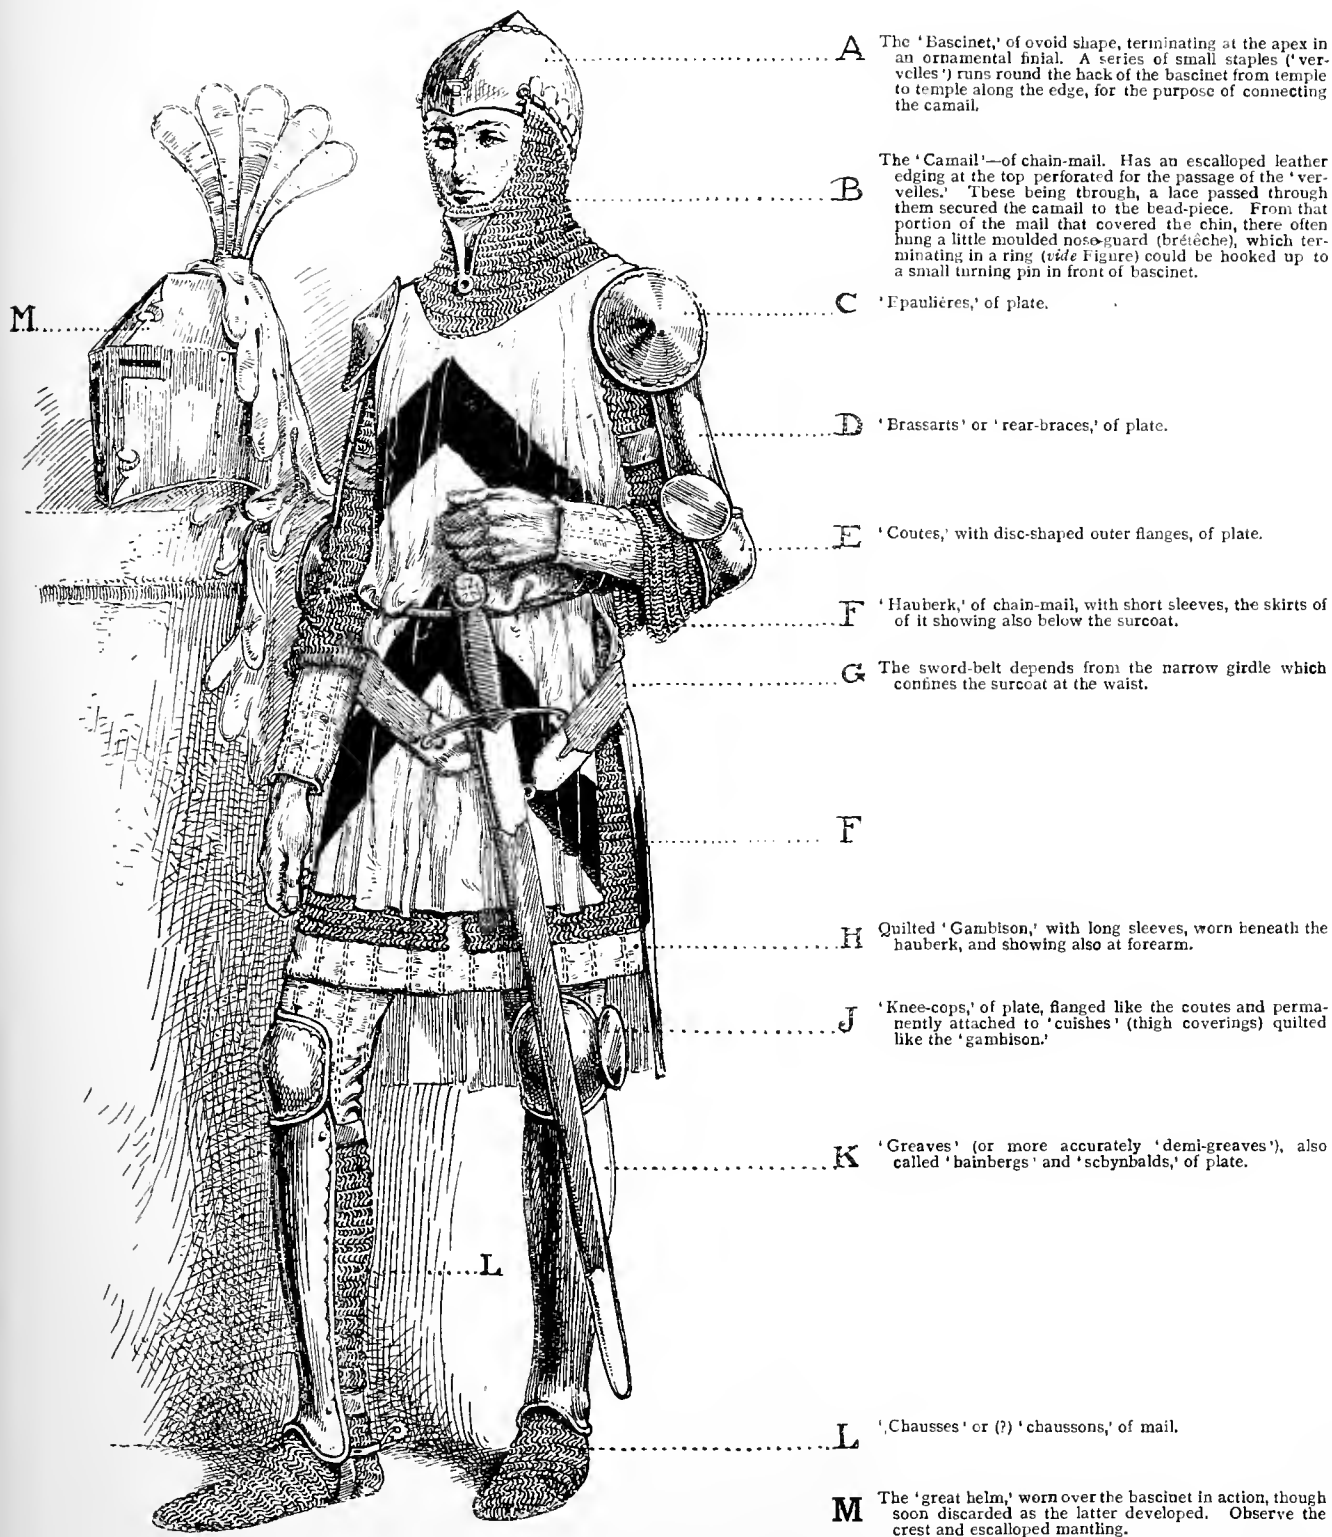 A The ‘Bascinet,’ of ovoid shape, terminating at the apex in
an ornamental finial. A series of small staples (‘ver-
velles’) runs round the hack of the bascinet from temple
to temple along the edge, for the purpose of connecting
the camail.
B The ‘Camail’—of chain-mail. Has an escalloped leather
edging at the top perforated for the passage of the ‘ver-
velles.’ Tbese being tbrough, a lace passed through
them secured the camail to the bead-piece. From that
portion of the mail that covered the chin, there often
hung a little moulded nose-guard (brétêche), which ter-
minating in a ring (vide Figure) could be hooked up to
a small turning pin in front of bascinet.
M
C ‘Epaulières,’ of plate.
D ‘Brassarts’ or ‘rear-braces,’ of plate.
E ‘Coutes,’ with disc-shaped outer flanges, of plate.
F ‘Hauberk,’ of chain-mail, with short sleeves, the skirts of
of it showing also below the surcoat.
G The sword-belt depends from the narrow girdle which
confines the surcoat at the waist.
F
H Quilted ‘Gambison,’ with long sleeves, worn beneath the
hauberk, and showing also at forearm.
J ‘Knee-cops,’ of plate, flanged like the coutes and perma-
nently attached to ‘cuishes’ (thigh coverings) quilted
like the ‘gambison.’
K ‘Greaves’ (or more accurately ‘demi-greaves’), also
called ‘bainbergs’ and ‘scbynbalds,’ of plate.
L
L ‘Chausses’ or (?) ‘chaussons,’ of mail.
M The ‘great helm,’ worn over the bascinet in action, though
soon discarded as the latter developed. Observe the
crest and escalloped mantling.